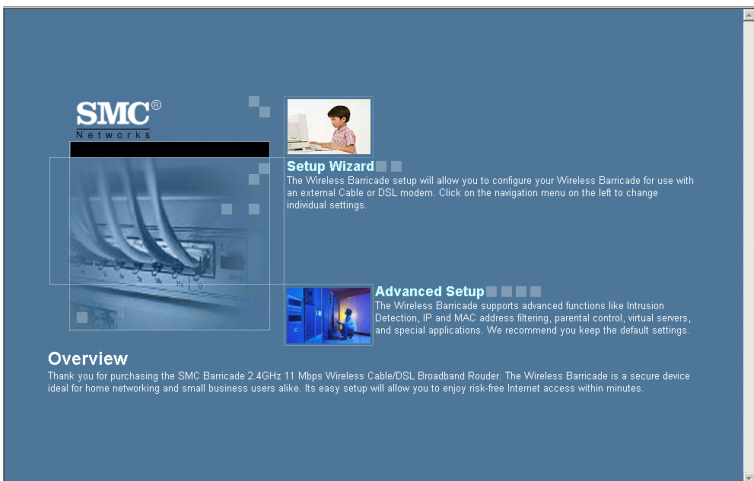 SMC®
Networks
Setup Wizard
The Wireless Barricade setup will allow you to configure your Wireless Barricade for use with
an external Cable or DSL modem. Click on the navigation menu on the left to change
individual settings.
Advanced Setup
The Wireless Barricade supports advanced functions like Intrusion
Detection, IP and MAC address filtering, parental control, virtual servers,
and special applications. We recommend you keep the default settings.
Overview
Thank you for purchasing the SMC Barricade 2.4GHz 11 Mbps Wireless Cable/DSL Broadband Rouder. The Wireless Barricade is a secure device
ideal for home networking and small business users alike. Its easy setup will allow you to enjoy risk-free Internet access within minutes.